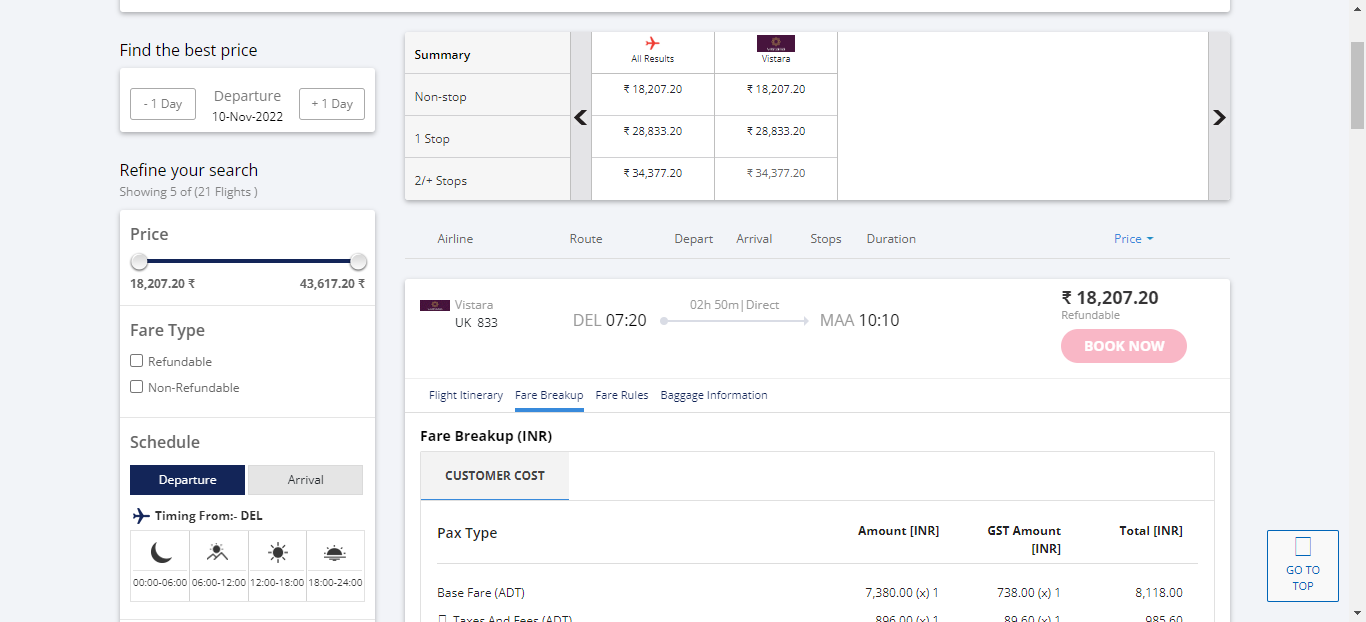 Find the best price
- 1 Day
Departure
10-Nov-2022
+ 1 Day
Refine your search
Showing 5 of (21 Flights )
Price
18,207.20 ₹ 43,617.20 ₹
Fare Type
Refundable
Non-Refundable
Schedule
Departure Arrival
Timing From:- DEL
00:00-06:00 06:00-12:00 12:00-18:00 18:00-24:00
Summary All Results Vistara
Non-stop ₹ 18,207.20 ₹ 18,207.20
1 Stop ₹ 28,833.20 ₹ 28,833.20
2/+ Stops ₹ 34,377.20 ₹ 34,377.20
Airline Route Depart Arrival Stops Duration Price
Vistara
UK 833
DEL 07:20
02h 50m|Direct
MAA 10:10
₹ 18,207.20
Refundable
BOOK NOW
Flight Itinerary Fare Breakup Fare Rules Baggage Information
Fare Breakup (INR)
CUSTOMER COST
Pax Type Amount [INR] GST Amount [INR] Total [INR]
Base Fare (ADT) 7,380.00 (x) 1 738.00 (x) 1 8,118.00
Taxes And Fees (ADT) 896.00 (x) 1 89.60 (x) 1 985.60
GO TO
TOP